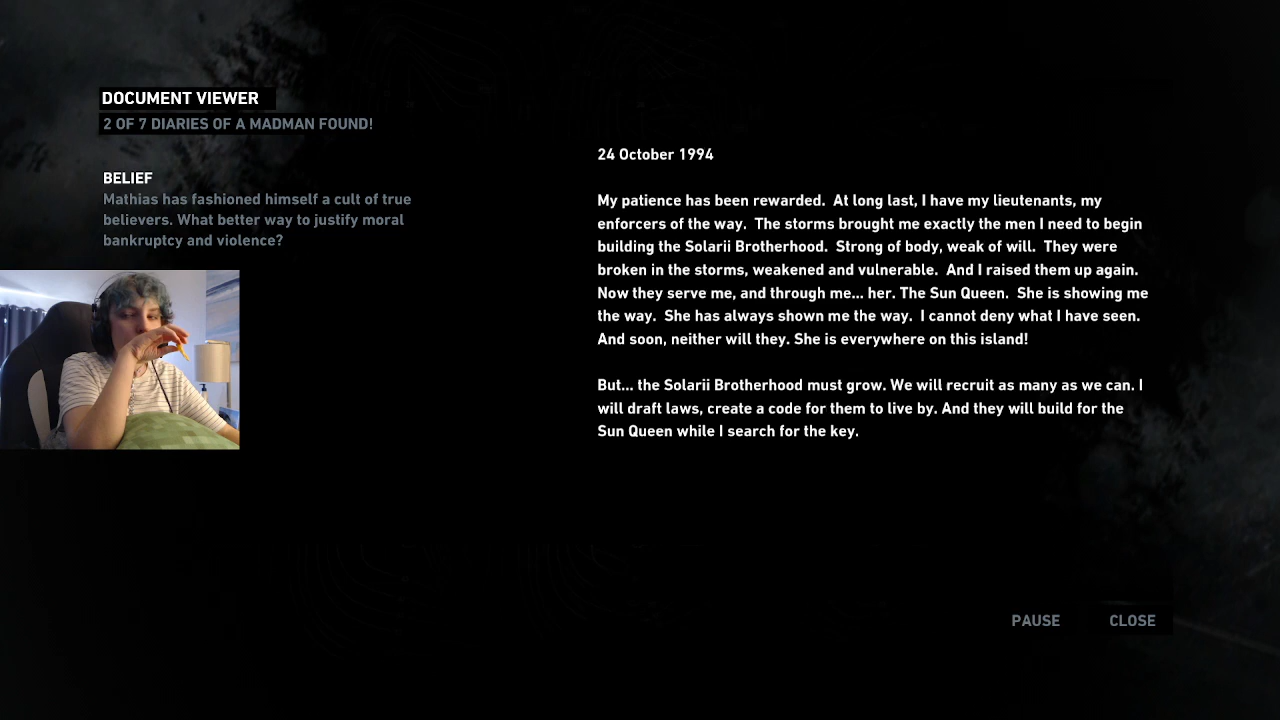 DOCUMENT VIEWER
2 OF 7 DIARIES OF A MADMAN FOUND!
BELIEF
Mathias has fashioned himself a cult of true
believers. What better way to justify moral
bankruptcy and violence?
24 October 1994
My patience has been rewarded. At long last, I have my lieutenants, my
enforcers of the way. The storms brought me exactly the men I need to begin
building the Solarii Brotherhood. Strong of body, weak of will. They were
broken in the storms, weakened and vulnerable. And I raised them up again.
Now they serve me, and through me... her. The Sun Queen. She is showing me
the way. She has always shown me the way. I cannot deny what I have seen.
And soon, neither will they. She is everywhere on this island!
But... the Solarii Brotherhood must grow. We will recruit as many as we can. I
will draft laws, create a code for them to live by. And they will build for the
Sun Queen while I search for the key.
PAUSE CLOSE